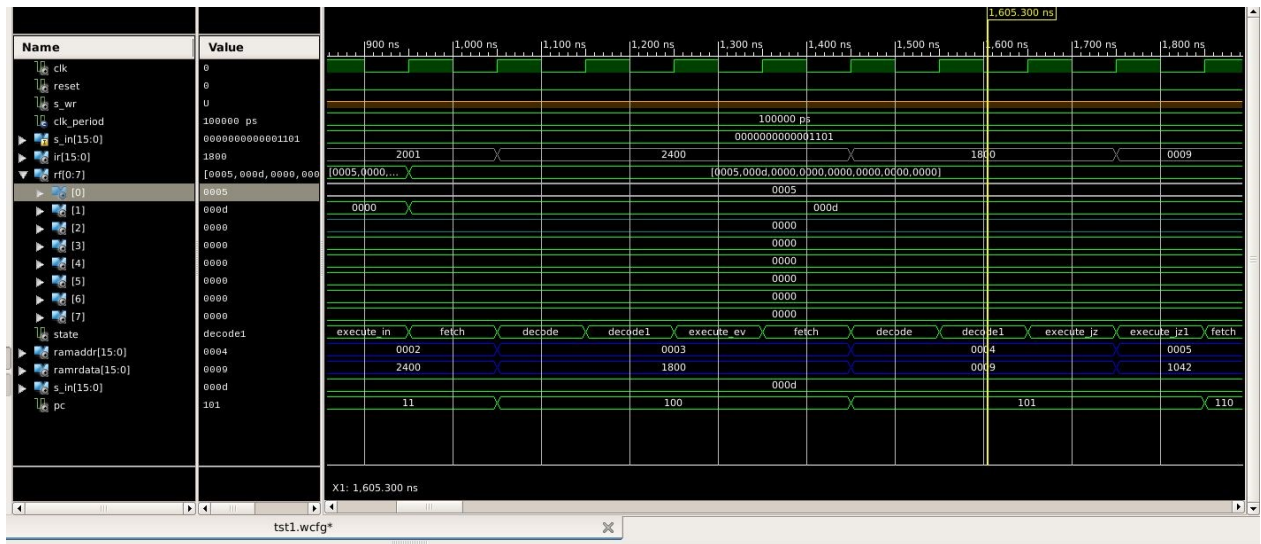 1,605.300 ns
Name Value 900 ns 1,000 ns 1,100 ns 1,200 ns 1,300 ns 1,400 ns 1,500 ns 1,600 ns 1,700 ns 1,800 ns
clk 0
reset 0
s_wr U
clk_period 100000 ps 100000 ps
s_in[15:0] 0000000000001101 0000000000001101
ir[15:0] 1800 2001 2400 1800 0009
rf[0:7] [0005,000d,0000,000 [0005,0000,... [0005,000d,0000,0000,0000,0000,0000,0000]
[0] 0005 0005
[1] 000d 0000 000d
[2] 0000 0000
[3] 0000 0000
[4] 0000 0000
[5] 0000 0000
[6] 0000 0000
[7] 0000 0000
state decode1 execute_in fetch decode decode1 execute_ev fetch decode decode1 execute_jz execute_jz1 fetch
ramaddr[15:0] 0004 0002 0003 0004 0005
ramrdata[15:0] 0009 2400 1800 0009 1042
s_in[15:0] 000d 000d
pc 101 11 100 101 110
X1: 1,605.300 ns
tst1.wcfg*